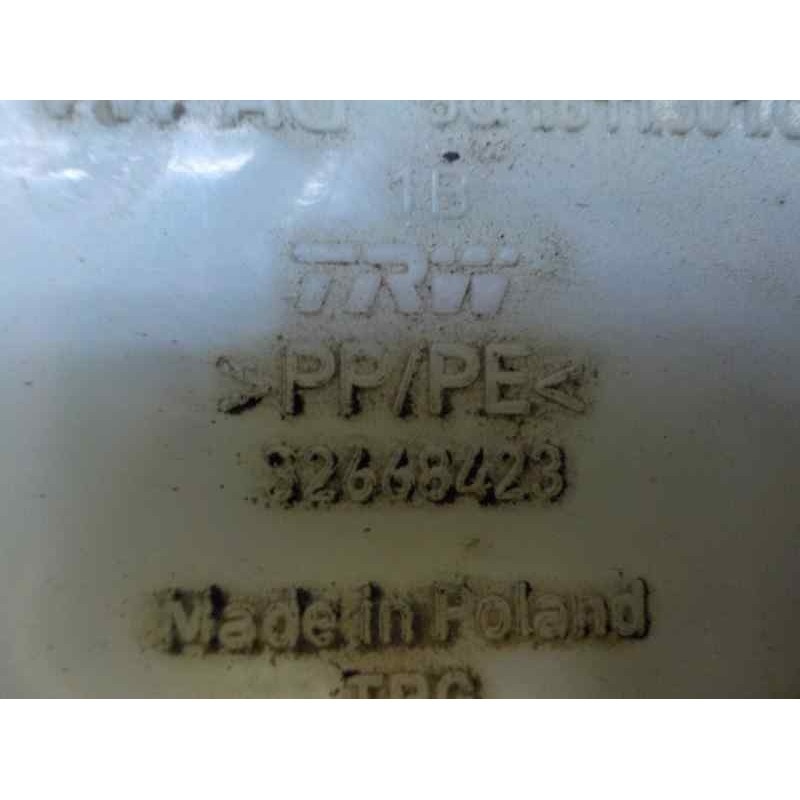 1B
TRW
>PP/PE<
32668423
Made in Poland